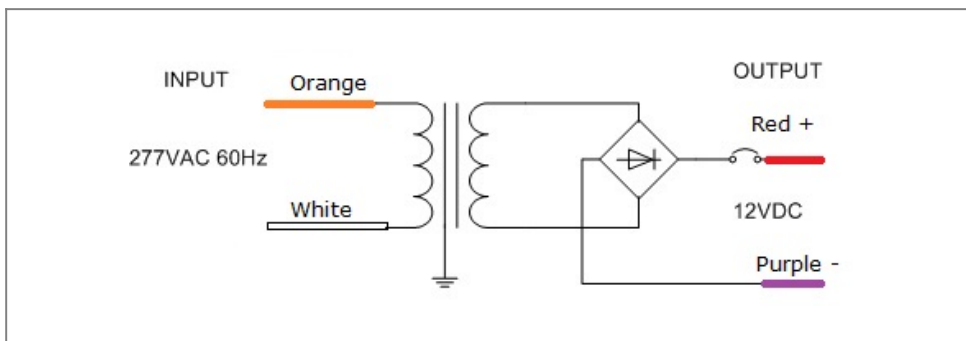 INPUT
Orange
277VAC 60Hz
White
OUTPUT
Red +
12VDC
Purple -